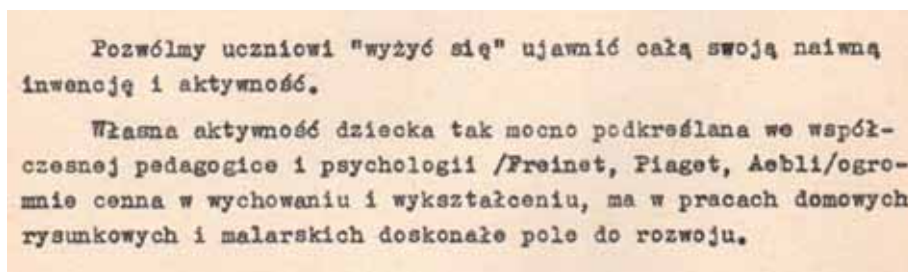 Pozwólmy uczniowi "wyżyć się" ujawnić całą swoją naiwną
inwencję i aktywność.
Własna aktywność dziecka tak mocno podkreślana we współ-
czesnej pedagogice i psychologii /Freinet, Piaget, Aebli/ogro-
mnie cenna w wychowaniu i wykształceniu, ma w pracach domowych
rysunkowych i malarskich doskonałe pole do rozwoju.